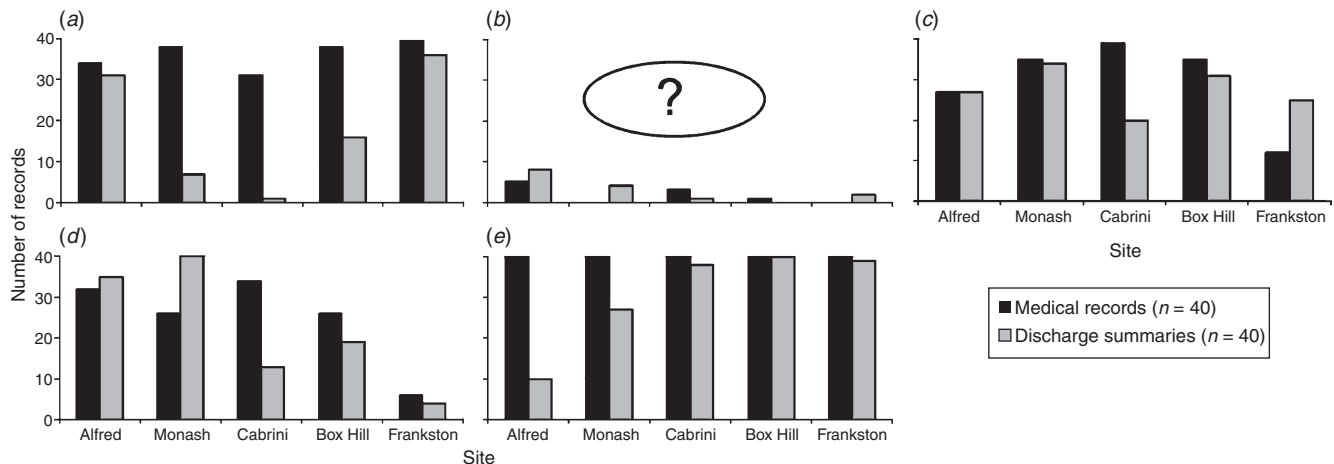 (a)
(b)
(c)
40
30
20
10
0
?
Alfred Monash Cabrini Box Hill Frankston
Site
Number of records
(d)
(e)
40
30
20
10
0
Alfred Monash Cabrini Box Hill Frankston
Alfred Monash Cabrini Box Hill Frankston
Site
Medical records (n = 40)
Discharge summaries (n = 40)